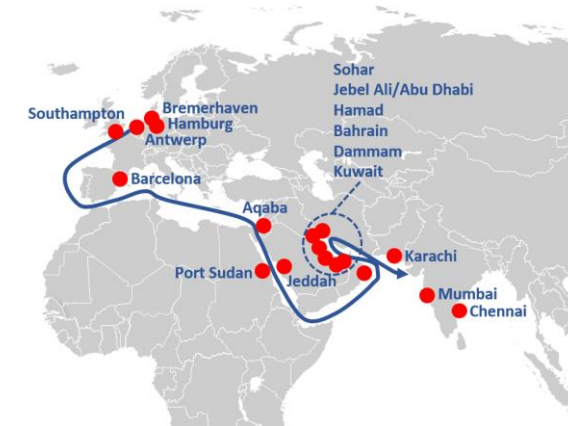 Sohar
Jebel Ali/Abu Dhabi
Hamad
Bahrain
Dammam
Kuwait
Southampton
Bremerhaven
Hamburg
Antwerp
Barcelona
Aqaba
Port Sudan
Jeddah
Karachi
Mumbai
Chennai